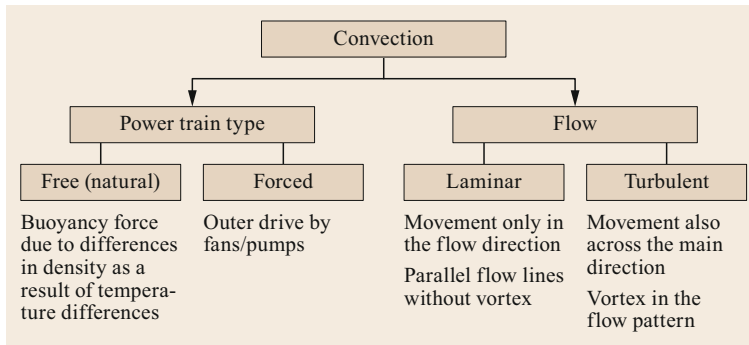 Convection
Power train type
Flow
Free (natural)
Forced
Laminar
Turbulent
Buoyancy force
due to differences
in density as a
result of tempera-
ture differences
Outer drive by
fans/pumps
Movement only in
the flow direction
Parallel flow lines
without vortex
Movement also
across the main
direction
Vortex in the
flow pattern